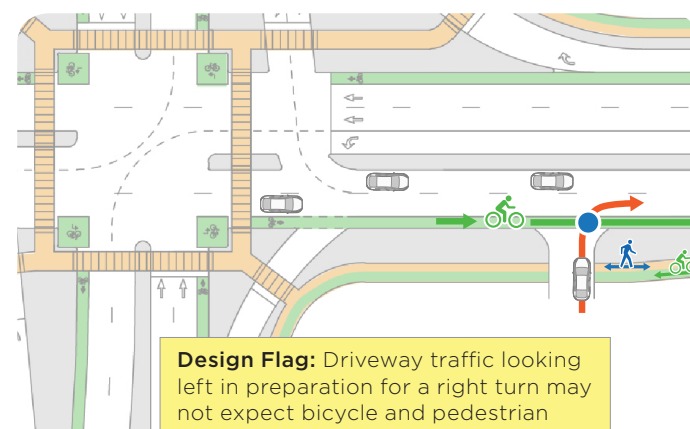 Design Flag: Driveway traffic looking
left in preparation for a right turn may
not expect bicycle and pedestrian